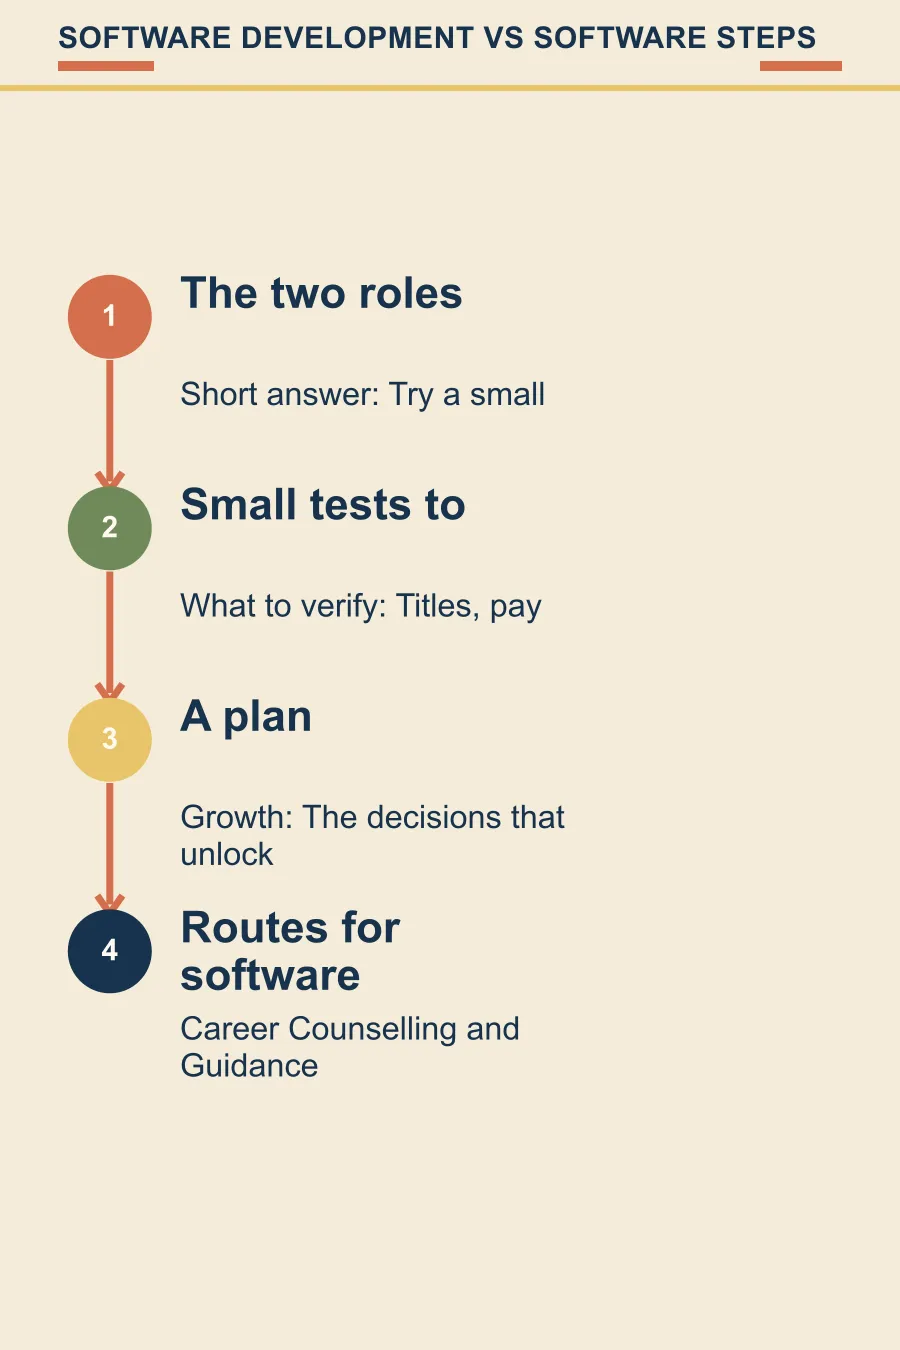 SOFTWARE DEVELOPMENT VS SOFTWARE STEPS
1
The two roles
Short answer: Try a small
2
Small tests to
What to verify: Titles, pay
3
A plan
Growth: The decisions that
unlock
4
Routes for
software
Career Counselling and
Guidance